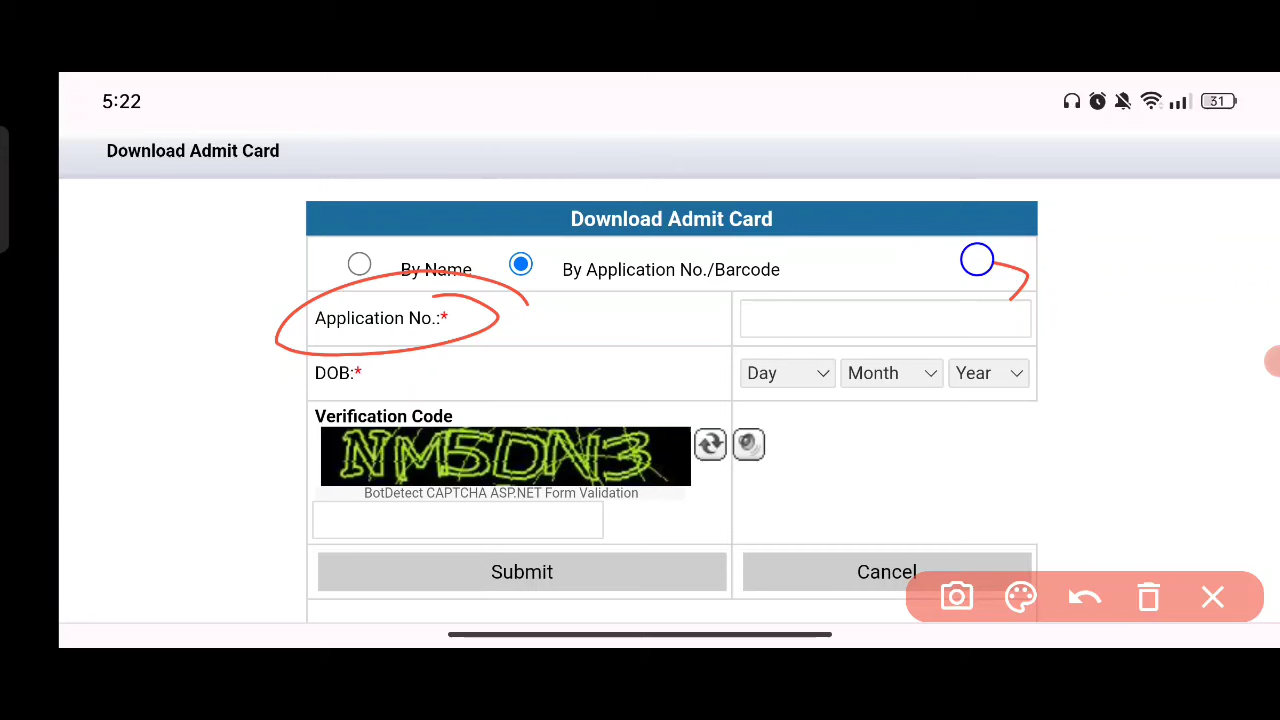 5:22
31
Download Admit Card
Download Admit Card
By Name By Application No./Barcode
Application No.:*
DOB:* Day Month Year
Verification Code
NM5DN3
BotDetect CAPTCHA ASP.NET Form Validation
Submit Cancel